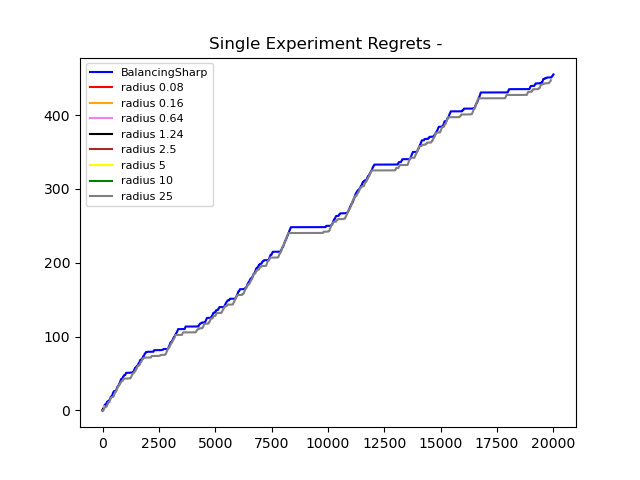 Single Experiment Regrets -
BalancingSharp
radius 0.08
radius 0.16
radius 0.64
radius 1.24
radius 2.5
radius 5
radius 10
radius 25
400
300
200
100
0
0 2500 5000 7500 10000 12500 15000 17500 20000